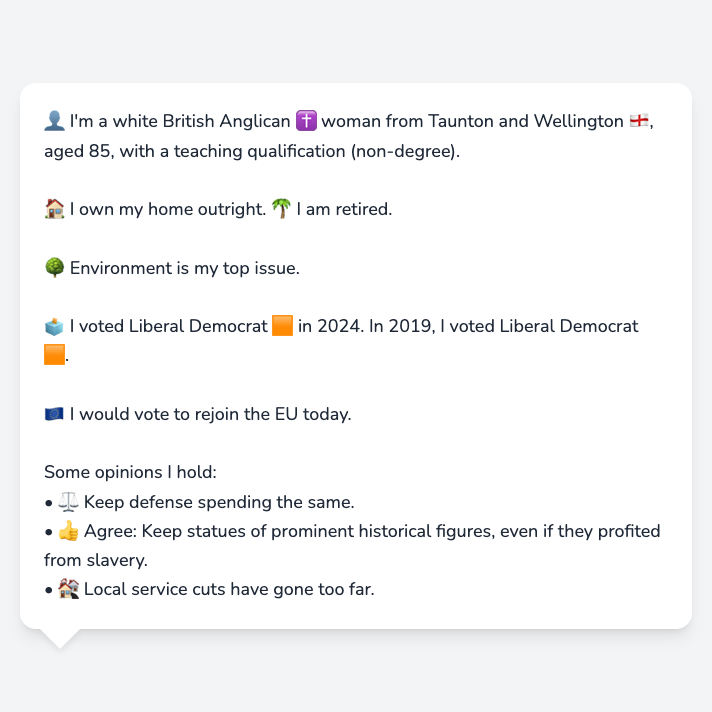 👤 I'm a white British Anglican ✝️ woman from Taunton and Wellington 🏴󠁧󠁢󠁥󠁮󠁧󠁿,
aged 85, with a teaching qualification (non-degree).
🏠 I own my home outright. 🌴 I am retired.
🌳 Environment is my top issue.
🗳️ I voted Liberal Democrat 🟧 in 2024. In 2019, I voted Liberal Democrat
🟧.
🇪🇺 I would vote to rejoin the EU today.
Some opinions I hold:
• ⚖️ Keep defense spending the same.
• 👍 Agree: Keep statues of prominent historical figures, even if they profited
from slavery.
• 🏚️ Local service cuts have gone too far.